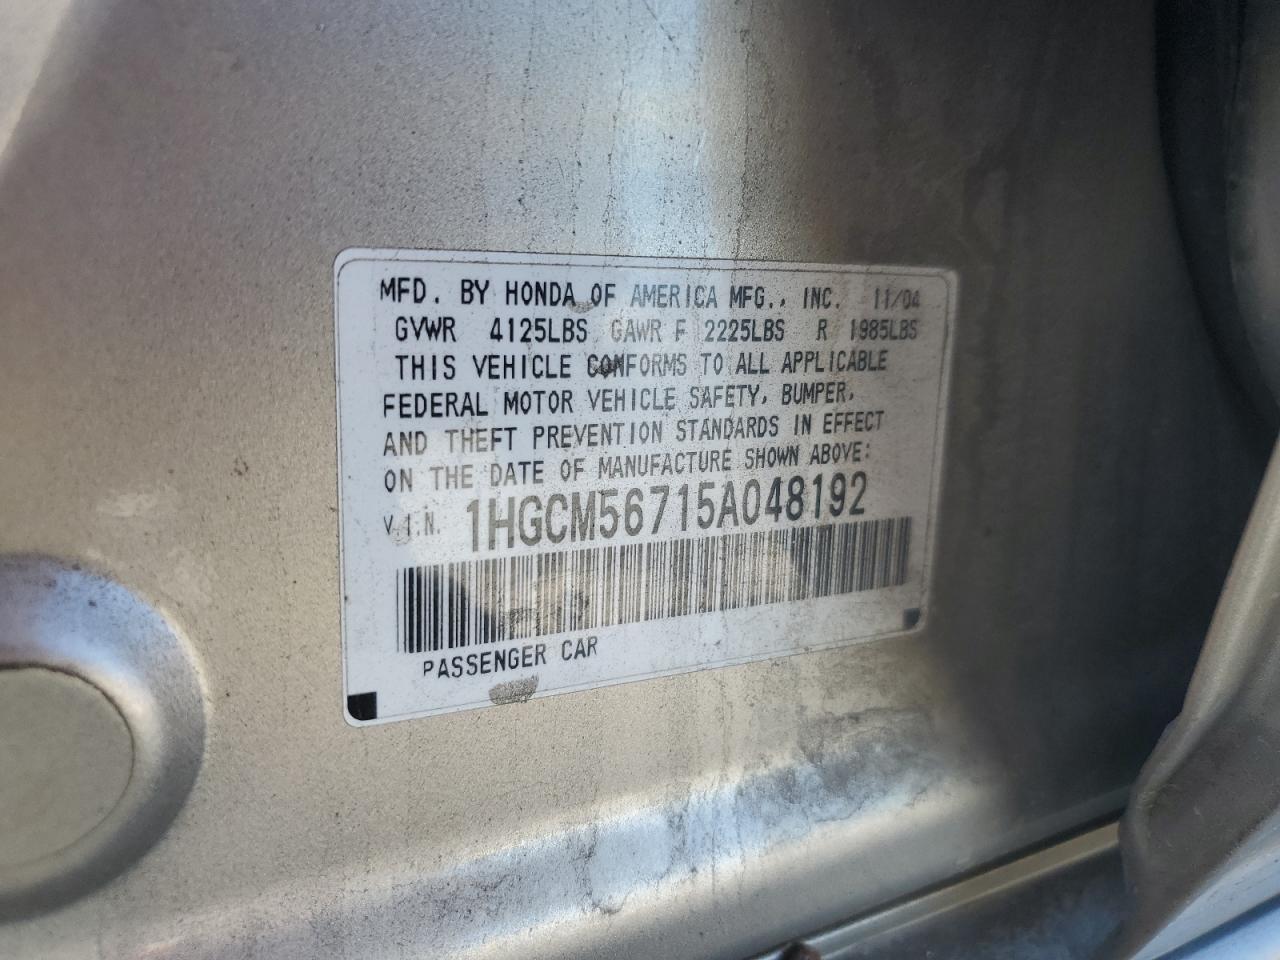 MFD. BY HONDA OF AMERICA MFG., INC. 11/04
GVWR 4125LBS GAWR F 2225LBS R 1985LBS
THIS VEHICLE CONFORMS TO ALL APPLICABLE
FEDERAL MOTOR VEHICLE SAFETY, BUMPER,
AND THEFT PREVENTION STANDARDS IN EFFECT
ON THE DATE OF MANUFACTURE SHOWN ABOVE:
V.I.N. 1HGCM56715A048192
PASSENGER CAR